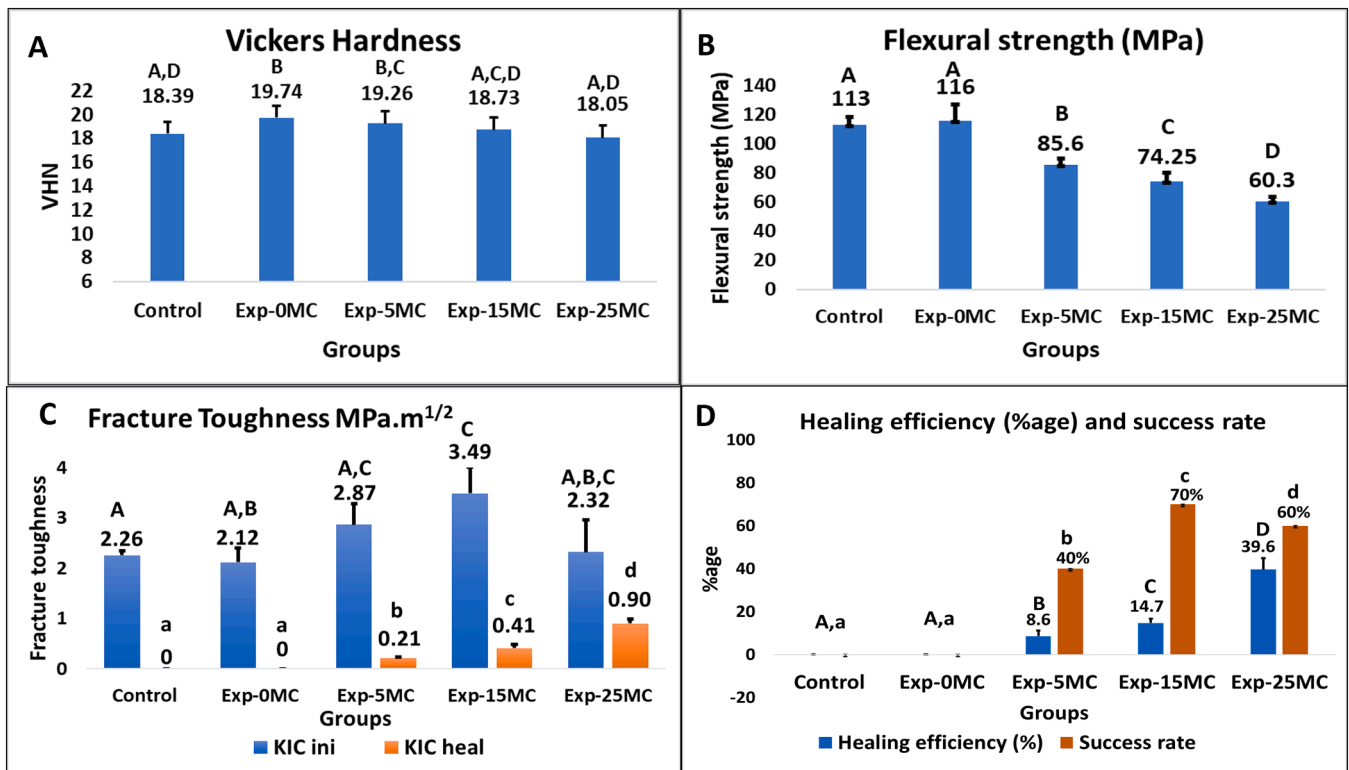 A
Vickers Hardness
A,D
B
B,C
A,C,D
A,D
18.39
19.74
19.26
18.73
18.05
VHN
22
20
18
16
14
12
10
8
6
Control
Exp-0MC
Exp-5MC
Exp-15MC
Exp-25MC
Groups
B
Flexural strength (MPa)
Flexural strength (MPa)
140
120
100
80
60
40
20
0
A
113
A
116
B
85.6
C
74.25
D
60.3
Control
Exp-0MC
Exp-5MC
Exp-15MC
Exp-25MC
Groups
C
Fracture Toughness MPa.m1/2
Fracture toughness
4
3
2
1
0
A
2.26
a
0
A,B
2.12
a
0
A,C
2.87
b
0.21
C
3.49
c
0.41
A,B,C
2.32
d
0.90
Control
Exp-0MC
Exp-5MC
Exp-15MC
Exp-25MC
Groups
KIC ini
KIC heal
D
Healing efficiency (%age) and success rate
%age
100
80
60
40
20
0
-20
A,a
A,a
B
8.6
b
40%
C
14.7
c
70%
D
39.6
d
60%
Control
Exp-0MC
Exp-5MC
Exp-15MC
Exp-25MC
Groups
Healing efficiency (%)
Success rate